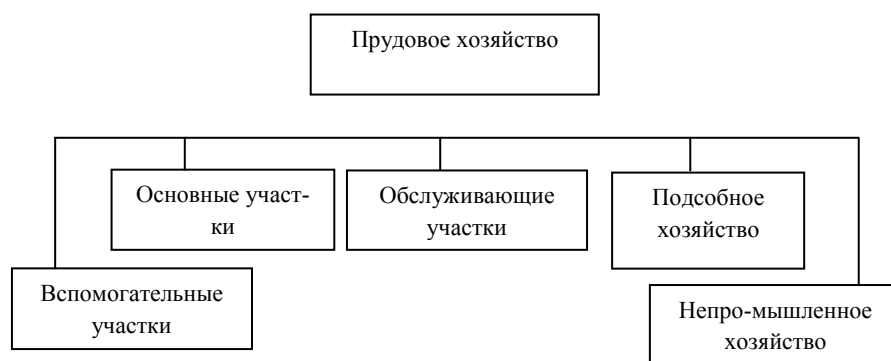 Прудовое хозяйство
Основные участ-
ки
Обслуживающие
участки
Подсобное
хозяйство
Вспомогательные
участки
Непро-мышленное
хозяйство